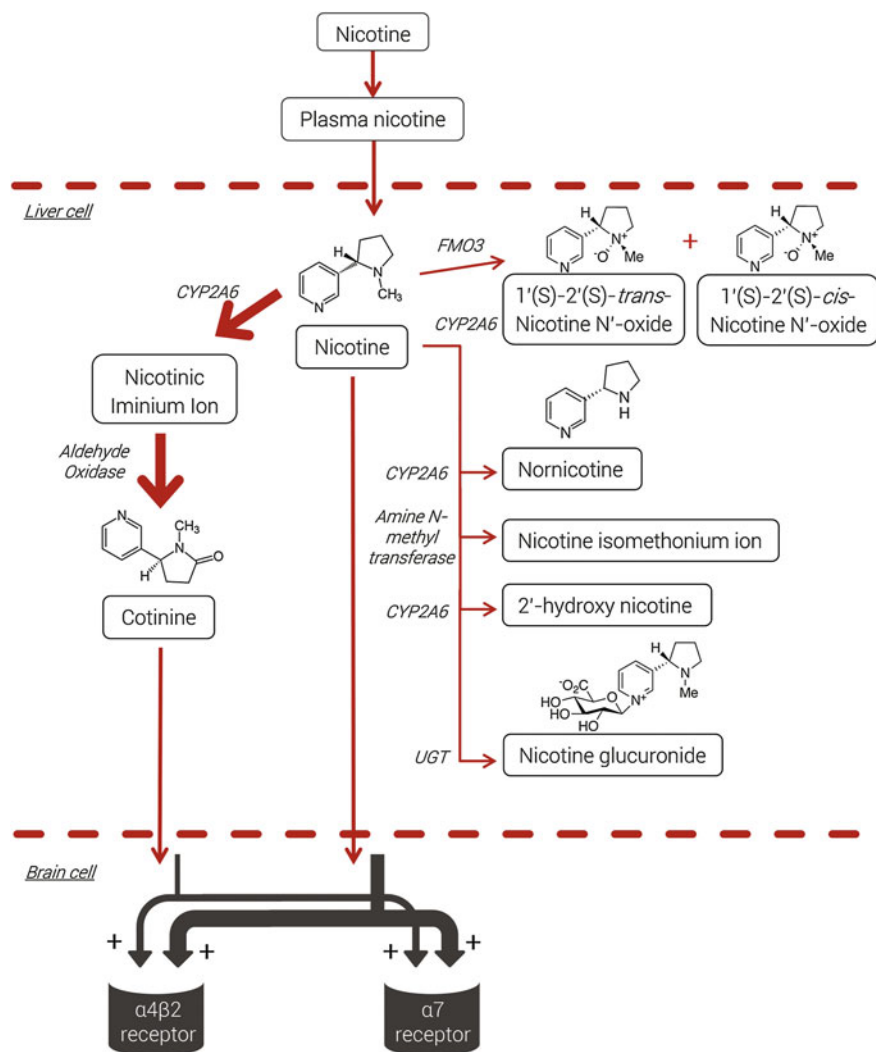 Nicotine
Plasma nicotine
Liver cell
H
N
CH3
N
Nicotine
CYP2A6
Nicotinic
Iminium Ion
Aldehyde
Oxidase
N
CH3
N
O
H
Cotinine
FMO3
H
N+
-O
Me
N
1'(S)-2'(S)-trans-
Nicotine N'-oxide
+
H
N+
-O
Me
N
1'(S)-2'(S)-cis-
Nicotine N'-oxide
CYP2A6
N
H
N
CYP2A6
Nornicotine
Amine N-
methyl
transferase
Nicotine isomethonium ion
CYP2A6
2'-hydroxy nicotine
H
N
Me
-O2C
O
N+
HO
HO
OH
UGT
Nicotine glucuronide
Brain cell
+
+
+
+
α4β2
receptor
α7
receptor